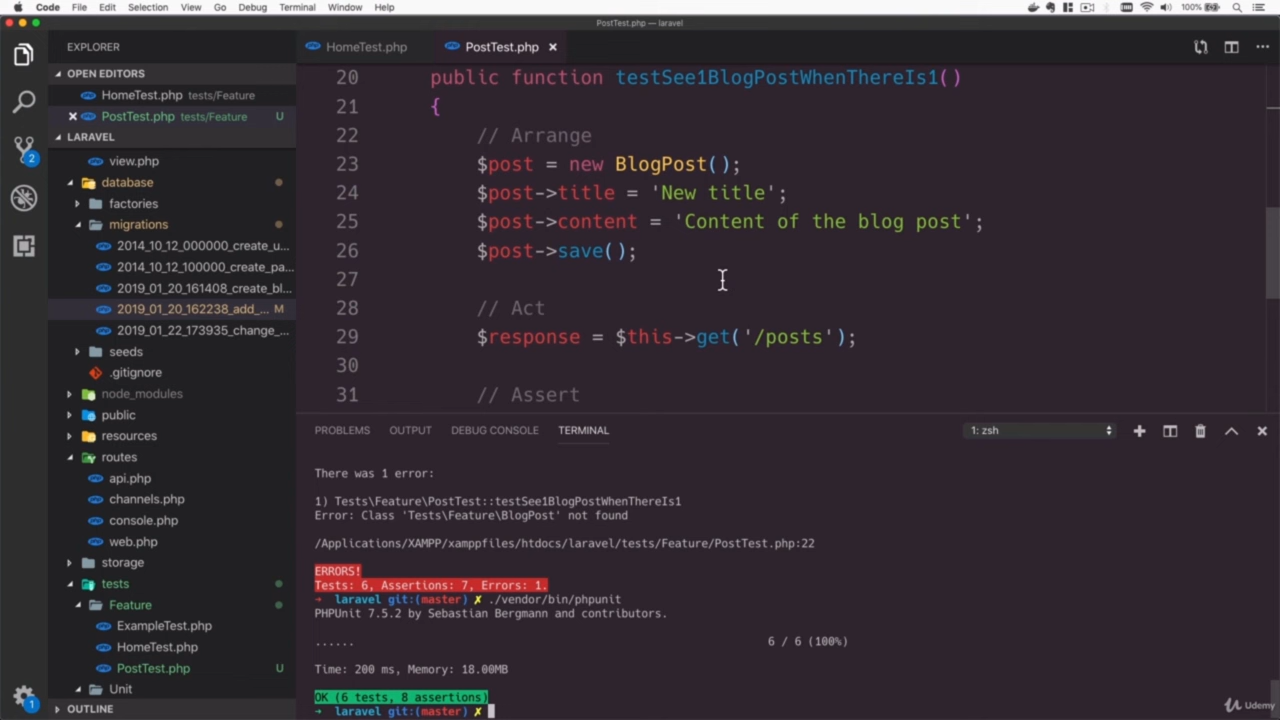 Code File Edit Selection View Go Debug Terminal Window Help 100%
PostTest.php — laravel
EXPLORER
OPEN EDITORS
HomeTest.php tests/Feature
PostTest.php tests/Feature U
LARAVEL
view.php
database
factories
migrations
2014_10_12_000000_create_u...
2014_10_12_100000_create_pa...
2019_01_20_161408_create_bl...
2019_01_20_162238_add_... M
2019_01_22_173935_change_...
seeds
.gitignore
node_modules
public
resources
routes
api.php
channels.php
console.php
web.php
storage
tests
Feature
ExampleTest.php
HomeTest.php
PostTest.php U
Unit
OUTLINE
2
1
HomeTest.php PostTest.php
20 public function testSee1BlogPostWhenThereIs1()
21 {
22 // Arrange
23 $post = new BlogPost();
24 $post->title = 'New title';
25 $post->content = 'Content of the blog post';
26 $post->save();
27
28 // Act
29 $response = $this->get('/posts');
30
31 // Assert
PROBLEMS OUTPUT DEBUG CONSOLE TERMINAL 1: zsh
There was 1 error:
1) Tests\Feature\PostTest::testSee1BlogPostWhenThereIs1
Error: Class 'Tests\Feature\BlogPost' not found
/Applications/XAMPP/xamppfiles/htdocs/laravel/tests/Feature/PostTest.php:22
ERRORS!
Tests: 6, Assertions: 7, Errors: 1.
→ laravel git:(master) ✗ ./vendor/bin/phpunit
PHPUnit 7.5.2 by Sebastian Bergmann and contributors.
...... 6 / 6 (100%)
Time: 200 ms, Memory: 18.00MB
OK (6 tests, 8 assertions)
→ laravel git:(master) ✗
Udemy